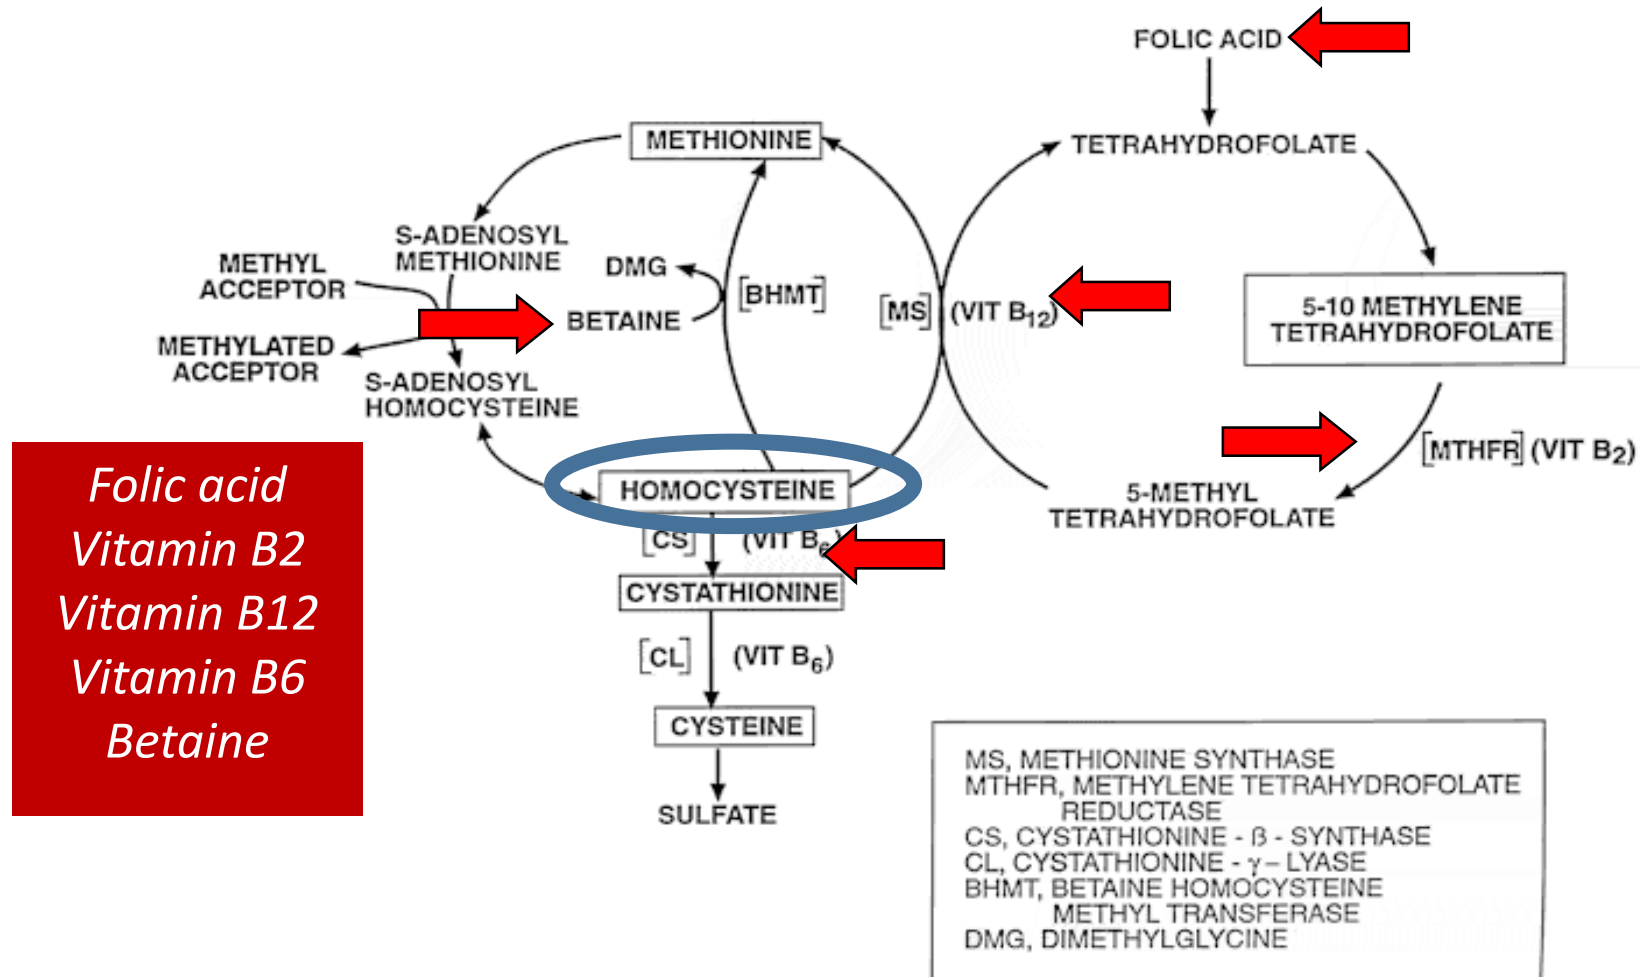 FOLIC ACID
TETRAHYDROFOLATE
METHIONINE
S-ADENOSYL
METHIONINE
METHYL
ACCEPTOR
DMG
[BHMT]
BETAINE
[MS] (VIT B12)
5-10 METHYLENE
TETRAHYDROFOLATE
METHYLATED
ACCEPTOR
S-ADENOSYL
HOMOCYSTEINE
[MTHFR] (VIT B2)
5-METHYL
TETRAHYDROFOLATE
HOMOCYSTEINE
[CS] (VIT B6)
CYSTATHIONINE
[CL] (VIT B6)
CYSTEINE
SULFATE
Folic acid
Vitamin B2
Vitamin B12
Vitamin B6
Betaine
MS, METHIONINE SYNTHASE
MTHFR, METHYLENE TETRAHYDROFOLATE
REDUCTASE
CS, CYSTATHIONINE - β - SYNTHASE
CL, CYSTATHIONINE - γ – LYASE
BHMT, BETAINE HOMOCYSTEINE
METHYL TRANSFERASE
DMG, DIMETHYLGLYCINE